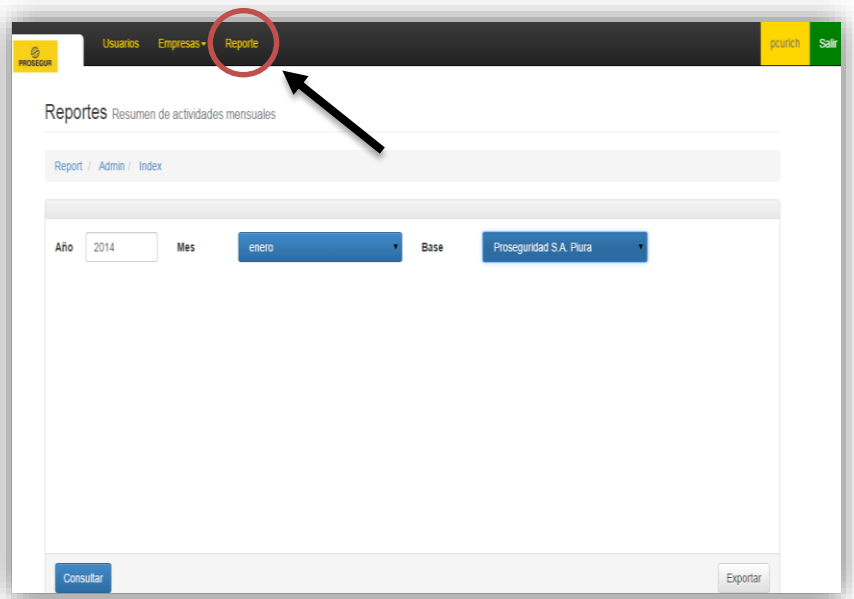 PROSEGUR
Usuarios Empresas Reporte pcurich Salir
Reportes Resumen de actividades mensuales
Report / Admin / Index
Año 2014 Mes enero Base Proseguridad S.A. Piura
Consultar Exportar